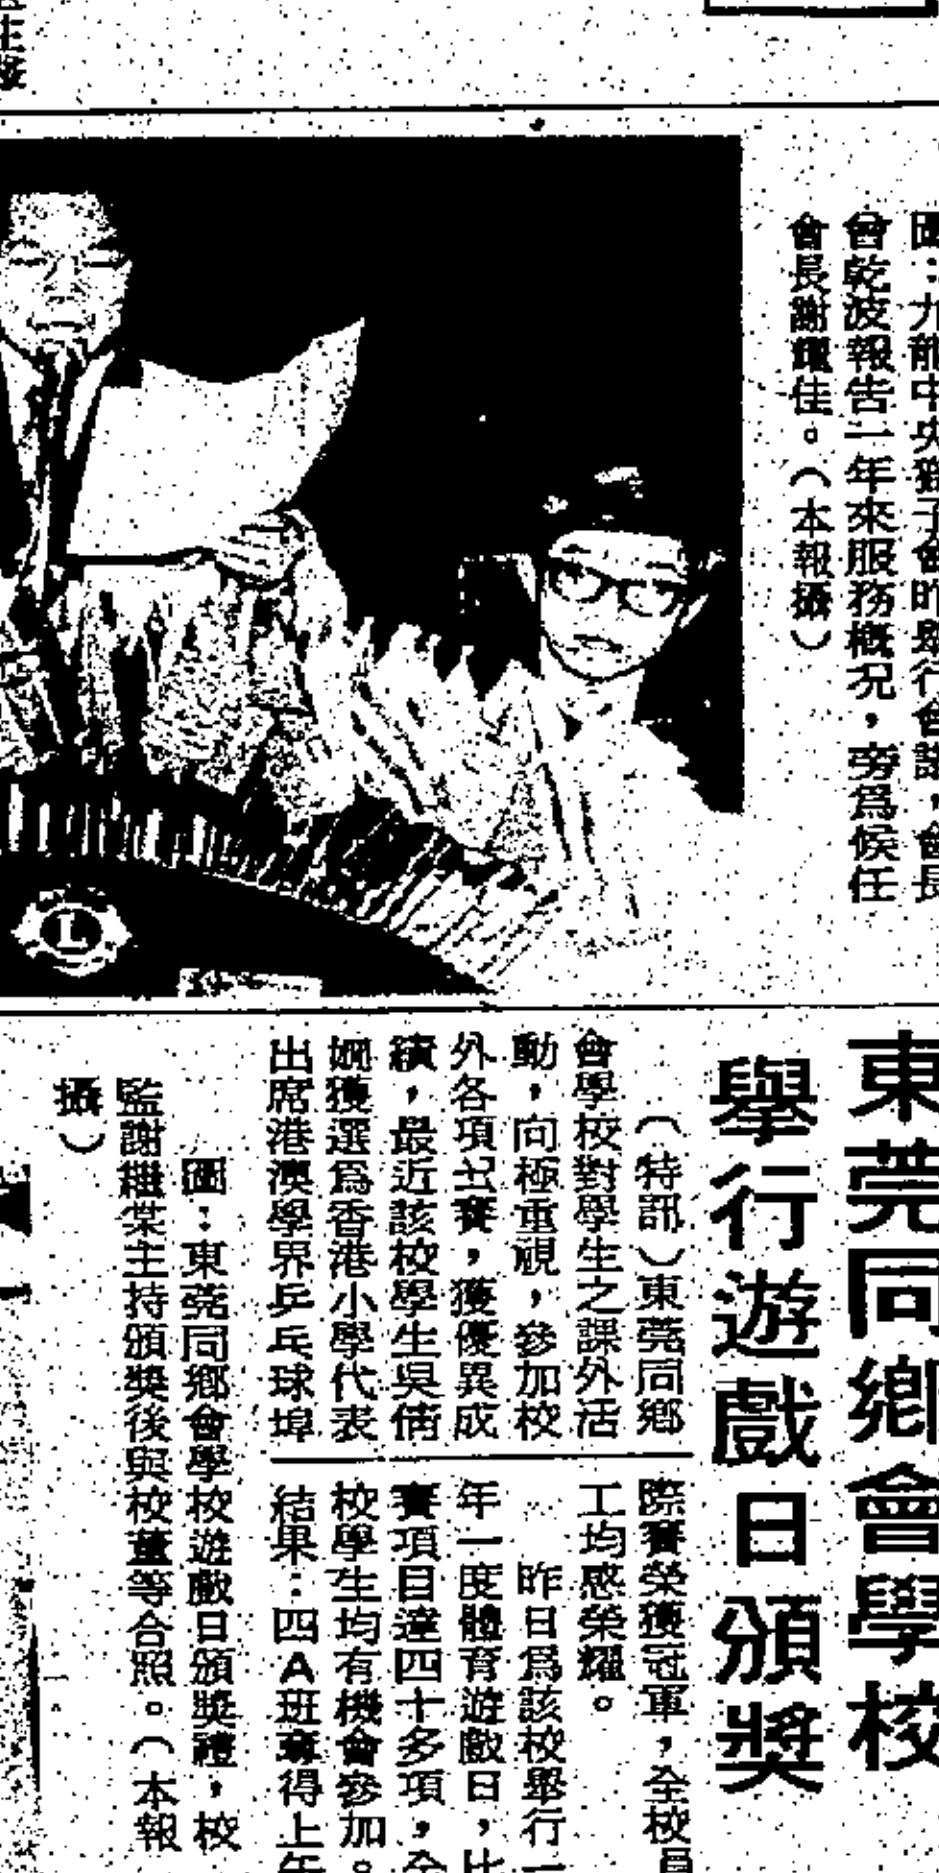 圖：九龍中央獅子會昨舉行會議，會長
曾乾波報告一年來服務概况，旁爲候任
會長謝耀佳。（本報攝）
L
東莞同鄉會學校
舉行遊戲日頒獎
（特訊）東莞同鄉
會學校對學生之課外活
動，向極重視，參加校
外各項比賽，獲優異成
績，最近該校學生吳倩
嫻獲選爲香港小學代表
出席港澳學界乒乓球埠
際賽榮獲冠軍，全校員
工均感榮耀。
昨日爲該校舉行一
年一度體育遊戲日，比
賽項目達四十多項，全
校學生均有機會參加。
結果：四A班奪得上午
圖：東莞同鄉會學校遊戲日頒獎禮，校
監謝繼業主持頒獎後與校董等合照。（本報
攝）